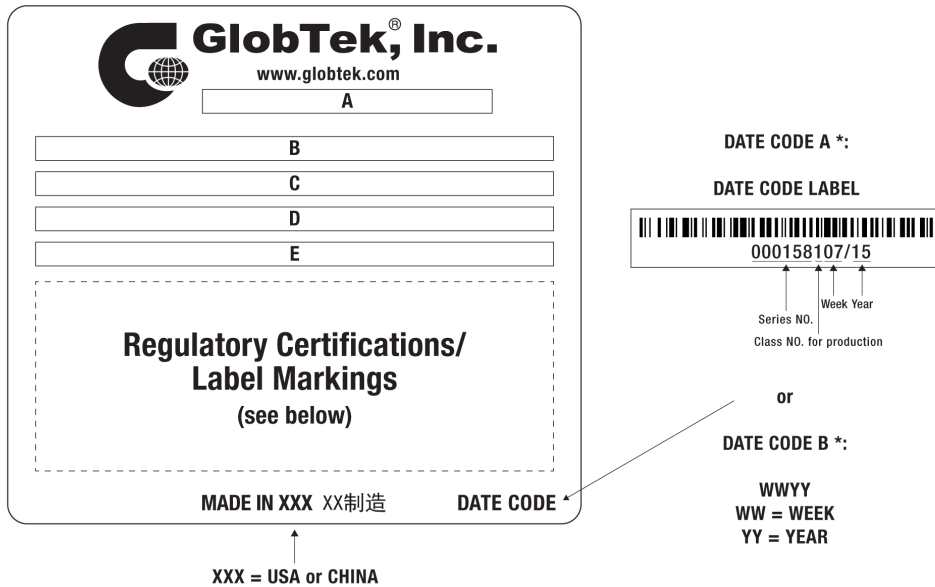 GlobTek®, Inc.
www.globtek.com
A
B
C
D
E
Regulatory Certifications/
Label Markings
(see below)
MADE IN XXX XX制造 DATE CODE
XXX = USA or CHINA
DATE CODE A *:
DATE CODE LABEL
000158107/15
Week Year
Series NO.
Class NO. for production
or
DATE CODE B *:
WWYY
WW = WEEK
YY = YEAR